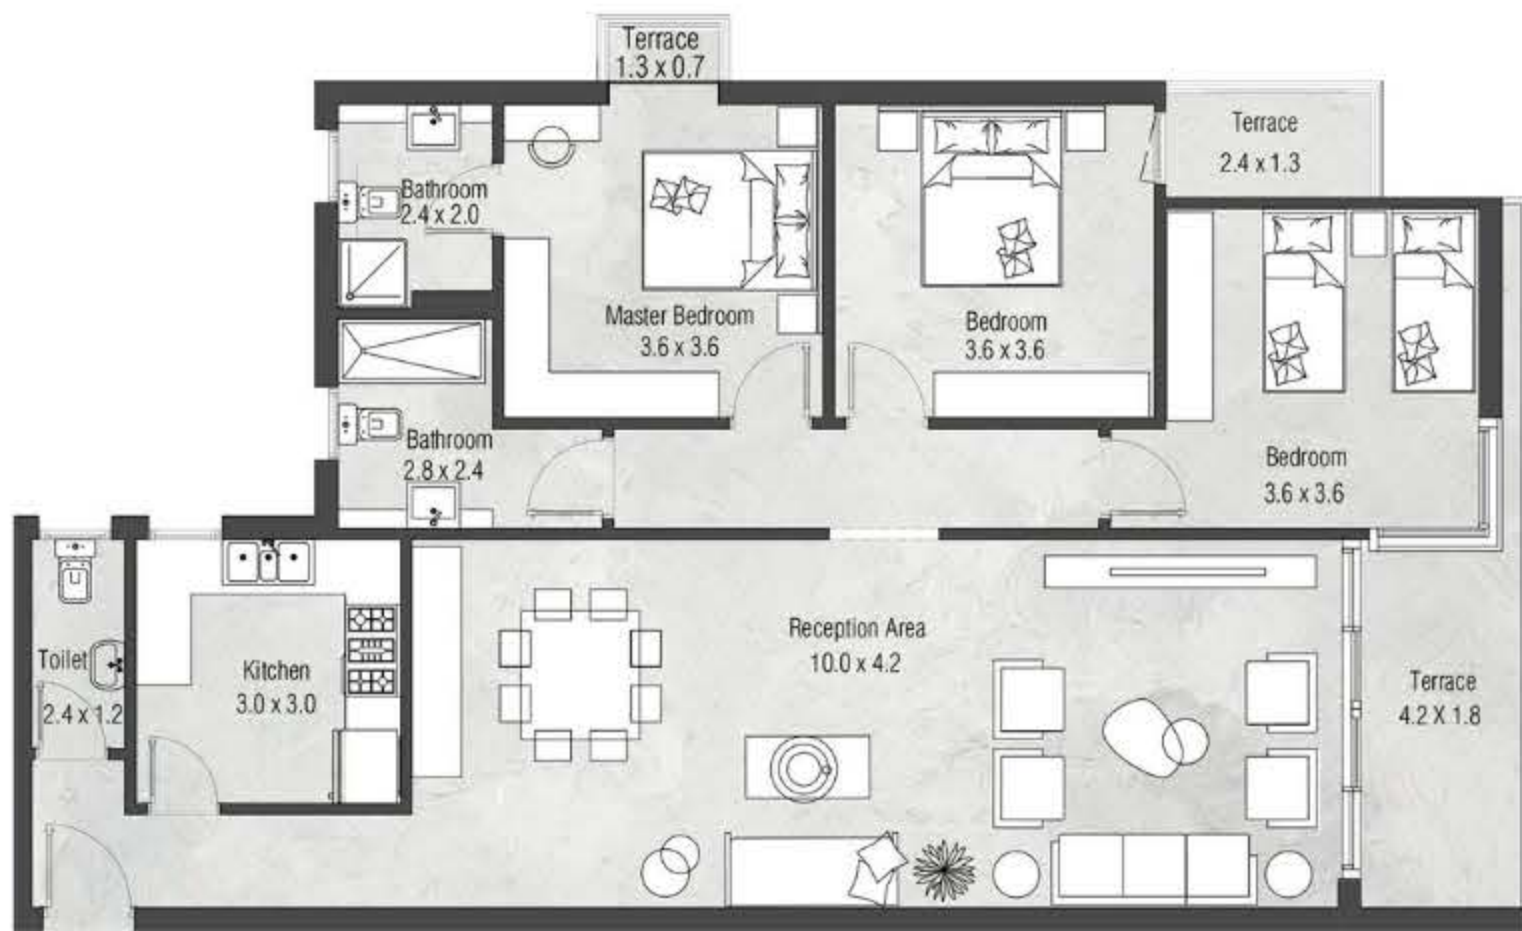 Terrace
1.3 x 0.7
Terrace
2.4 x 1.3
Bathroom
2.4 x 2.0
Master Bedroom
3.6 x 3.6
Bedroom
3.6 x 3.6
Bathroom
2.8 x 2.4
Bedroom
3.6 x 3.6
Toilet
2.4 x 1.2
Kitchen
3.0 x 3.0
Reception Area
10.0 x 4.2
Terrace
4.2 X 1.8